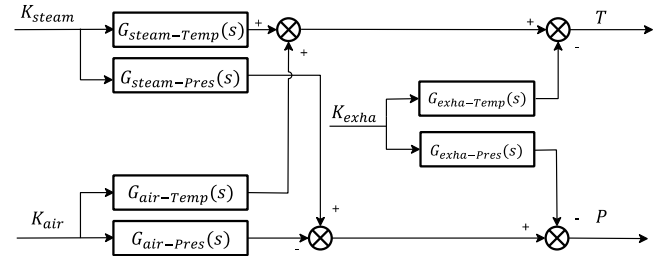 K_steam
G_steam−Temp(s)
+
+
+
T
-
G_steam−Pres(s)
G_exha−Temp(s)
K_exha
G_exha−Pres(s)
G_air−Temp(s)
K_air
+
+
-
P
G_air−Pres(s)
-